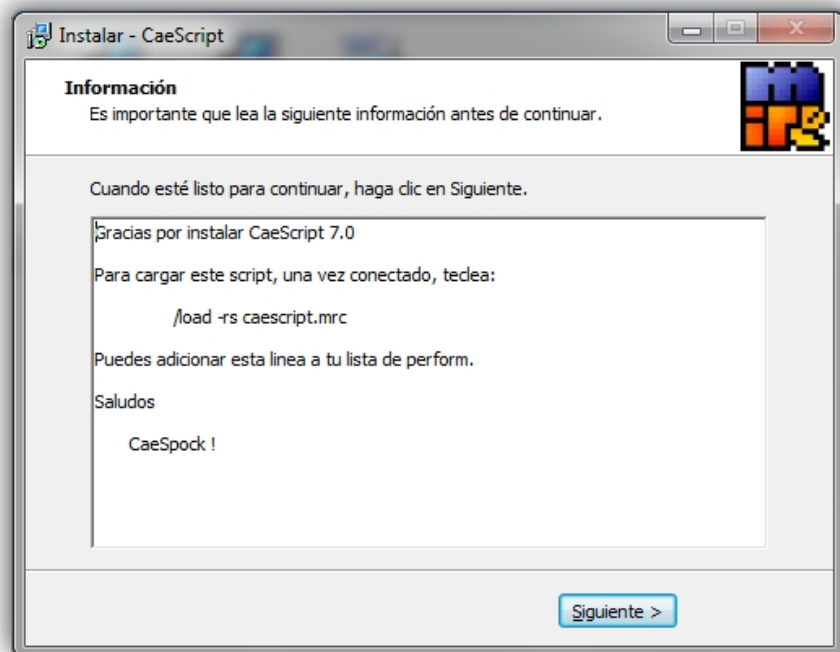 Instalar - CaeScript
Información
Es importante que lea la siguiente información antes de continuar.
mirc
Cuando esté listo para continuar, haga clic en Siguiente.
Gracias por instalar CaeScript 7.0
Para cargar este script, una vez conectado, teclea:
/load -rs caescript.mrc
Puedes adicionar esta linea a tu lista de perform.
Saludos
CaeSpock !
Siguiente >